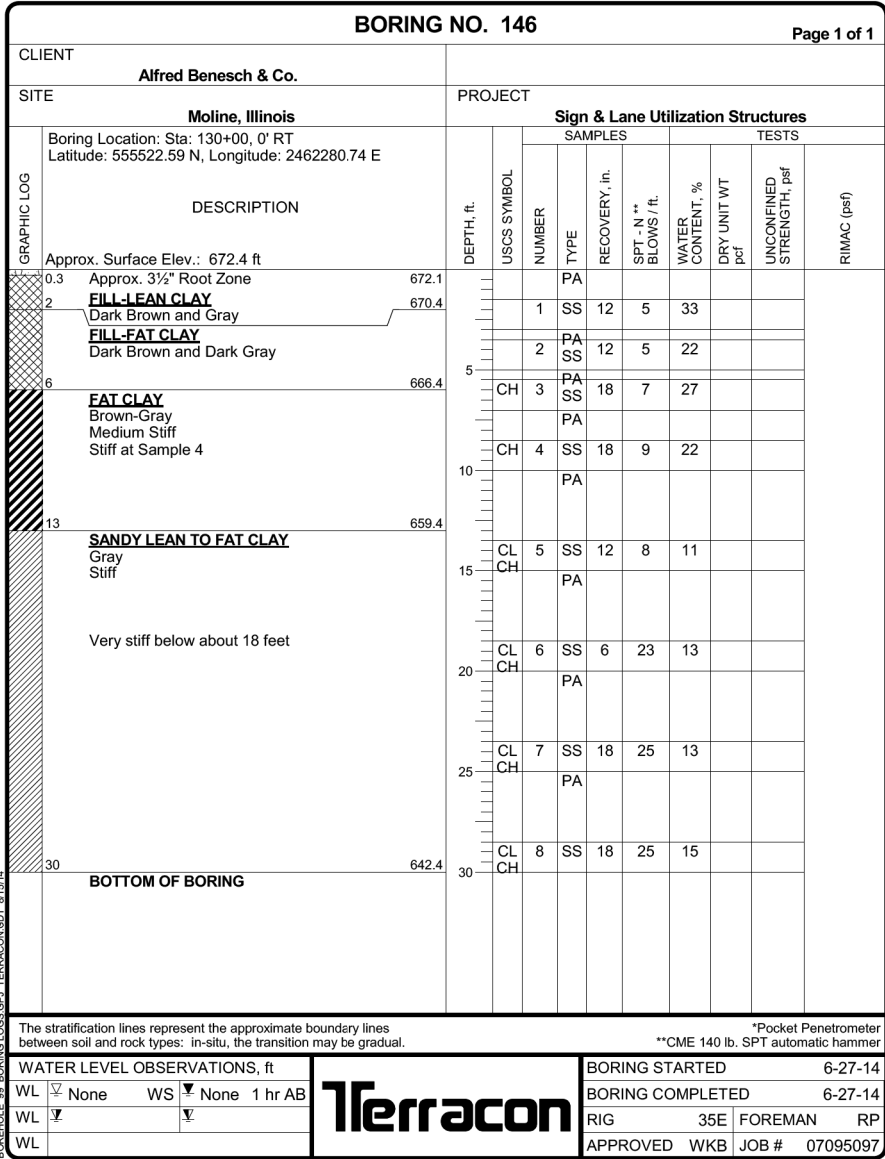 BORING NO. 146
Page 1 of 1
CLIENT
Alfred Benesch & Co.
SITE
Moline, Illinois
PROJECT
Sign & Lane Utilization Structures
Boring Location: Sta: 130+00, 0' RT
Latitude: 555522.59 N, Longitude: 2462280.74 E
SAMPLES
TESTS
GRAPHIC LOG
DESCRIPTION
DEPTH, ft.
USCS SYMBOL
NUMBER
TYPE
RECOVERY, in.
SPT - N **
BLOWS / ft.
WATER
CONTENT, %
DRY UNIT WT
pcf
UNCONFINED
STRENGTH, psf
RIMAC (psf)
Approx. Surface Elev.: 672.4 ft
0.3 Approx. 3½" Root Zone 672.1
PA
2 FILL-LEAN CLAY 670.4
Dark Brown and Gray
1 SS 12 5 33
FILL-FAT CLAY
Dark Brown and Dark Gray
PA
2 SS 12 5 22
5
6 666.4
PA
CH 3 SS 18 7 27
FAT CLAY
Brown-Gray
Medium Stiff
Stiff at Sample 4
PA
CH 4 SS 18 9 22
10
PA
13 659.4
SANDY LEAN TO FAT CLAY
Gray
Stiff
CL 5 SS 12 8 11
CH
15
PA
Very stiff below about 18 feet
CL 6 SS 6 23 13
CH
20
PA
CL 7 SS 18 25 13
CH
25
PA
CL 8 SS 18 25 15
CH
30 642.4
30
BOTTOM OF BORING
The stratification lines represent the approximate boundary lines
between soil and rock types: in-situ, the transition may be gradual.
*Pocket Penetrometer
**CME 140 lb. SPT automatic hammer
WATER LEVEL OBSERVATIONS, ft
WL None WS None 1 hr AB
WL
WL
Terracon
BORING STARTED 6-27-14
BORING COMPLETED 6-27-14
RIG 35E FOREMAN RP
APPROVED WKB JOB # 07095097